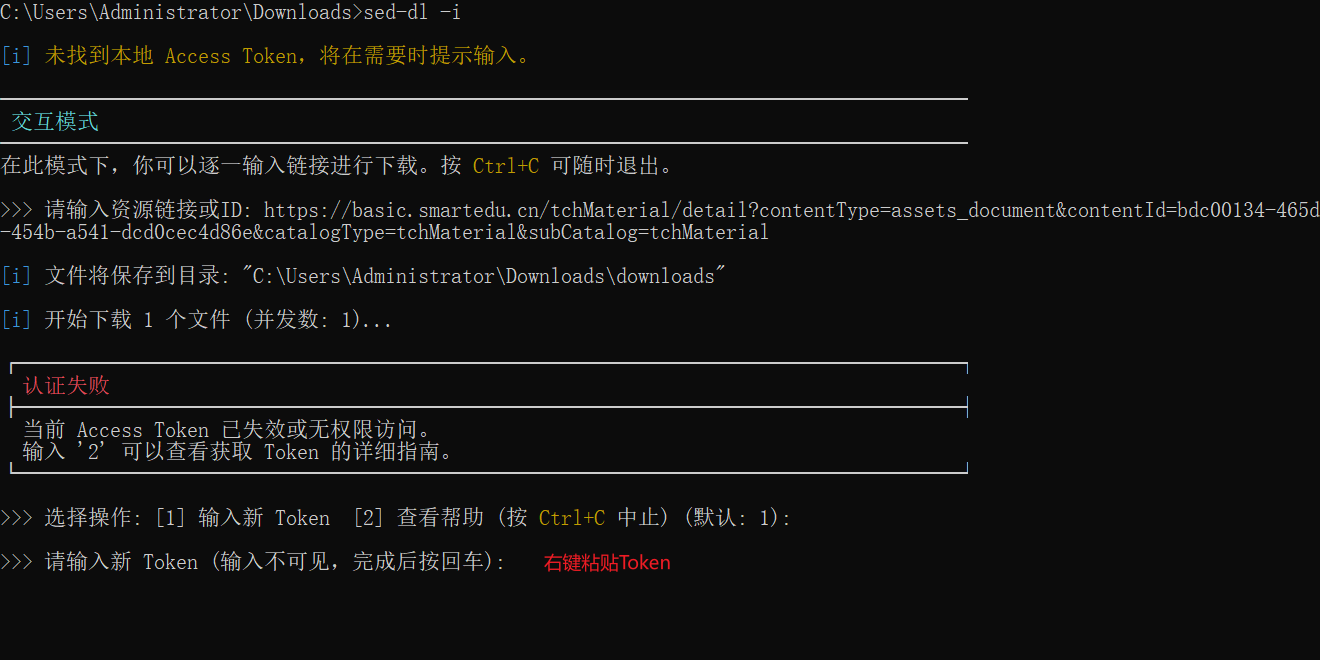 C:\Users\Administrator\Downloads>sed-dl -i
[i] 未找到本地 Access Token，将在需要时提示输入。
交互模式
在此模式下，你可以逐一输入链接进行下载。按 Ctrl+C 可随时退出。
>>> 请输入资源链接或ID: https://basic.smartedu.cn/tchMaterial/detail?contentType=assets_document&contentId=bdc00134-465d
-454b-a541-dcd0cec4d86e&catalogType=tchMaterial&subCatalog=tchMaterial
[i] 文件将保存到目录: "C:\Users\Administrator\Downloads\downloads"
[i] 开始下载 1 个文件 (并发数: 1)...
认证失败
当前 Access Token 已失效或无权限访问。
输入 '2' 可以查看获取 Token 的详细指南。
>>> 选择操作: [1] 输入新 Token  [2] 查看帮助 (按 Ctrl+C 中止) (默认: 1):
>>> 请输入新 Token (输入不可见，完成后按回车): 右键粘贴Token